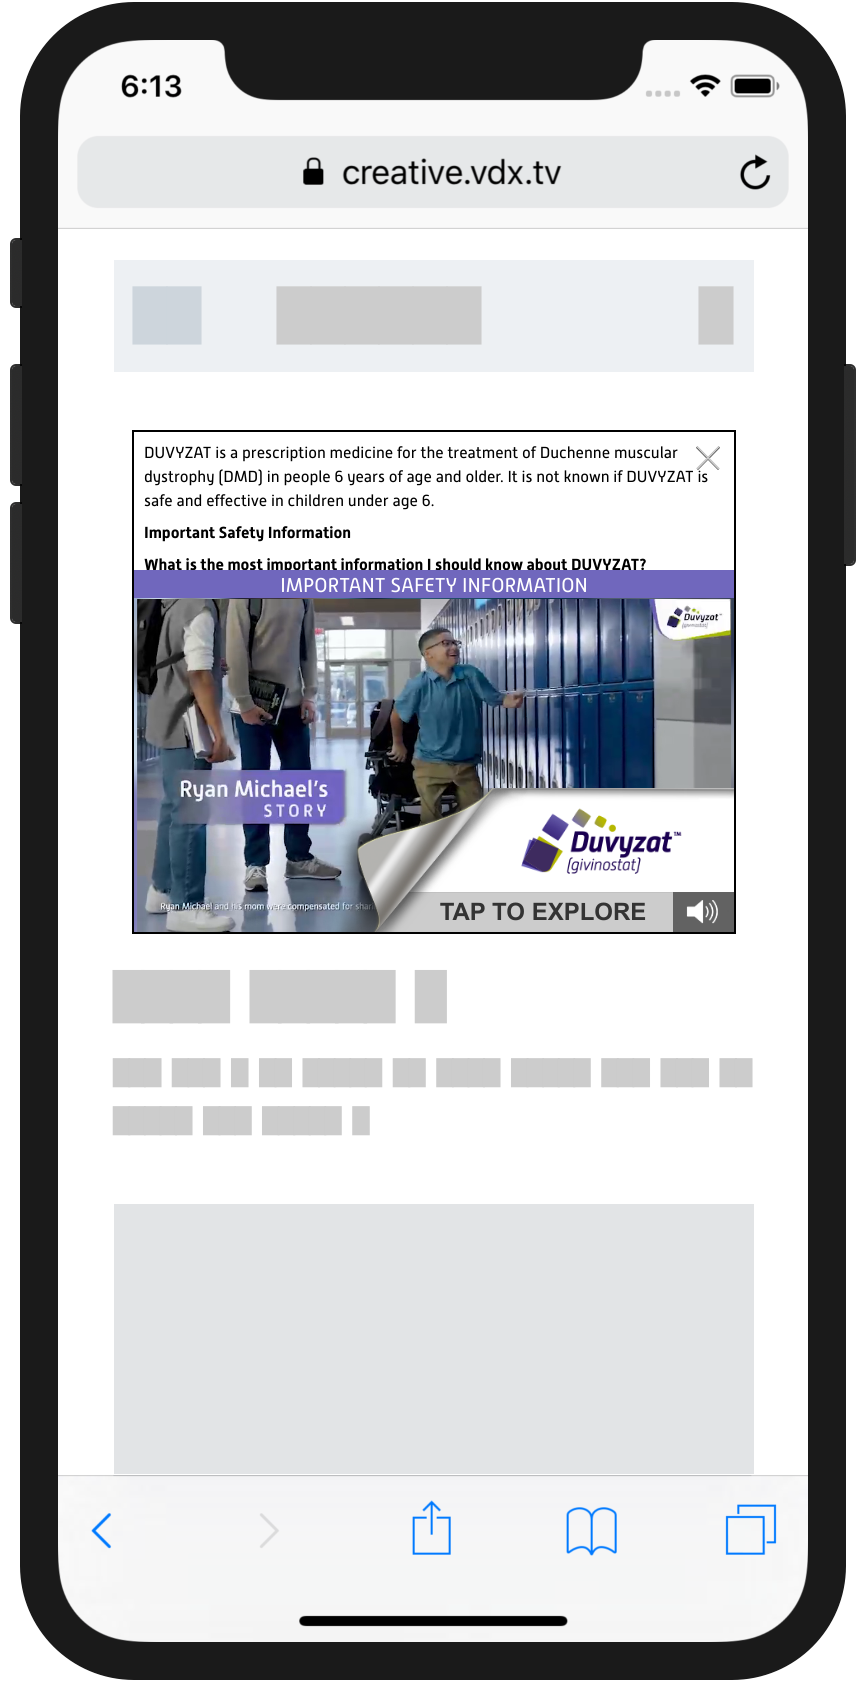 6:13
creative.vdx.tv
DUVYZAT is a prescription medicine for the treatment of Duchenne muscular
dystrophy (DMD) in people 6 years of age and older. It is not known if DUVYZAT is
safe and effective in children under age 6.
Important Safety Information
What is the most important information I should know about DUVYZAT?
IMPORTANT SAFETY INFORMATION
Duvyzat™
(givinostat)
Ryan Michael's
STORY
Duvyzat™
(givinostat)
Ryan Michael and his mom were compensated for
TAP TO EXPLORE